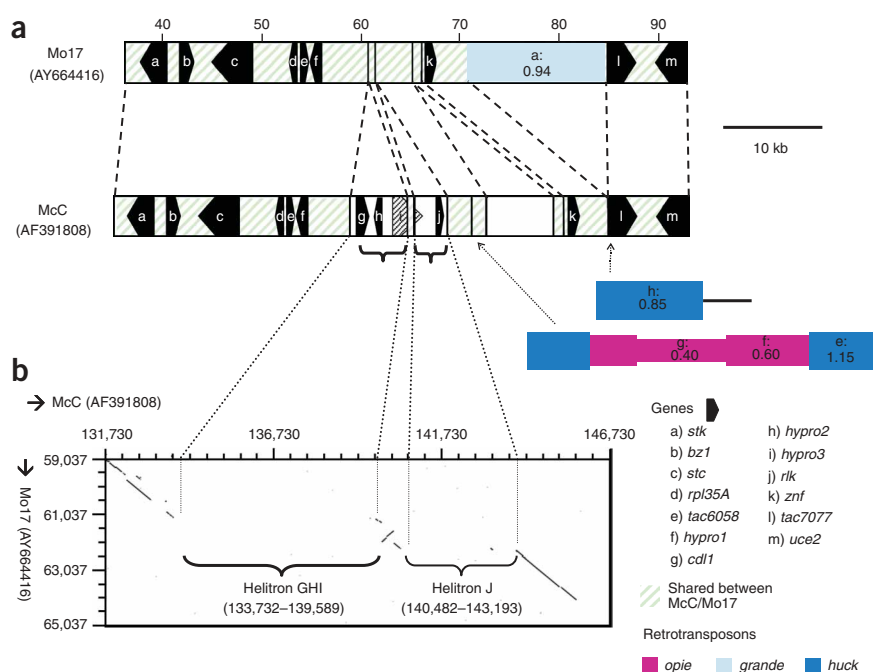 a
40 50 60 70 80 90
Mo17
(AY664416)
a b c d e f k a: 0.94 l m
10 kb
McC
(AF391808)
a b c d e f g h i j k l m
h:
0.85
g:
0.40
f:
0.60
e:
1.15
b
McC (AF391808)
131,730 136,730 141,730 146,730
Mo17 (AY664416)
59,037
61,037
63,037
65,037
Helitron GHI
(133,732–139,589)
Helitron J
(140,482–143,193)
Genes
a) stk
b) bz1
c) stc
d) rpl35A
e) tac6058
f) hypro1
g) cdl1
h) hypro2
i) hypro3
j) rlk
k) znf
l) tac7077
m) uce2
Shared between
McC/Mo17
Retrotransposons
opie grande huck